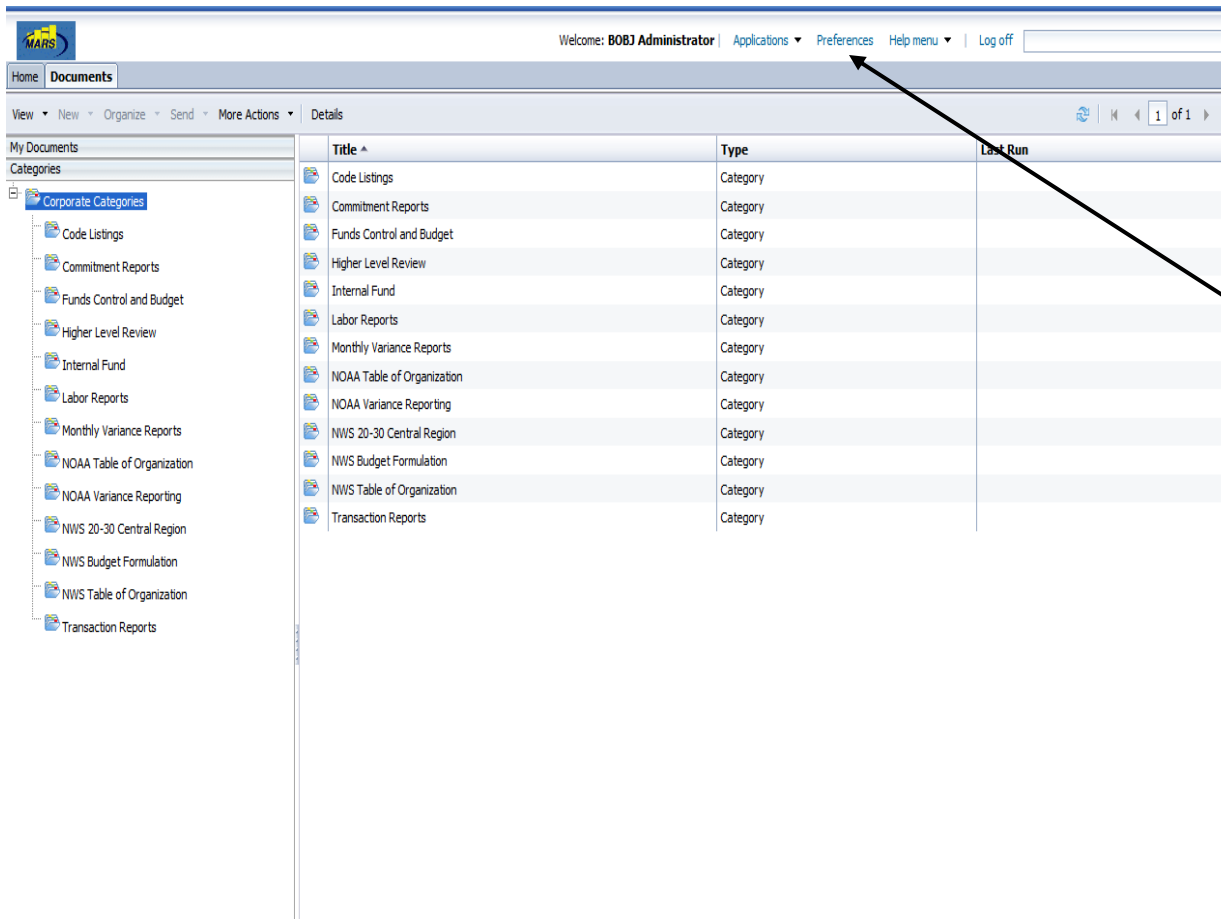 MARS
Welcome: BOBJ Administrator | Applications Preferences Help menu | Log off
Home Documents
View New Organize Send More Actions Details 1 of 1
My Documents
Categories
Corporate Categories
Code Listings
Commitment Reports
Funds Control and Budget
Higher Level Review
Internal Fund
Labor Reports
Monthly Variance Reports
NOAA Table of Organization
NOAA Variance Reporting
NWS 20-30 Central Region
NWS Budget Formulation
NWS Table of Organization
Transaction Reports
Title Type Last Run
Code Listings Category
Commitment Reports Category
Funds Control and Budget Category
Higher Level Review Category
Internal Fund Category
Labor Reports Category
Monthly Variance Reports Category
NOAA Table of Organization Category
NOAA Variance Reporting Category
NWS 20-30 Central Region Category
NWS Budget Formulation Category
NWS Table of Organization Category
Transaction Reports Category